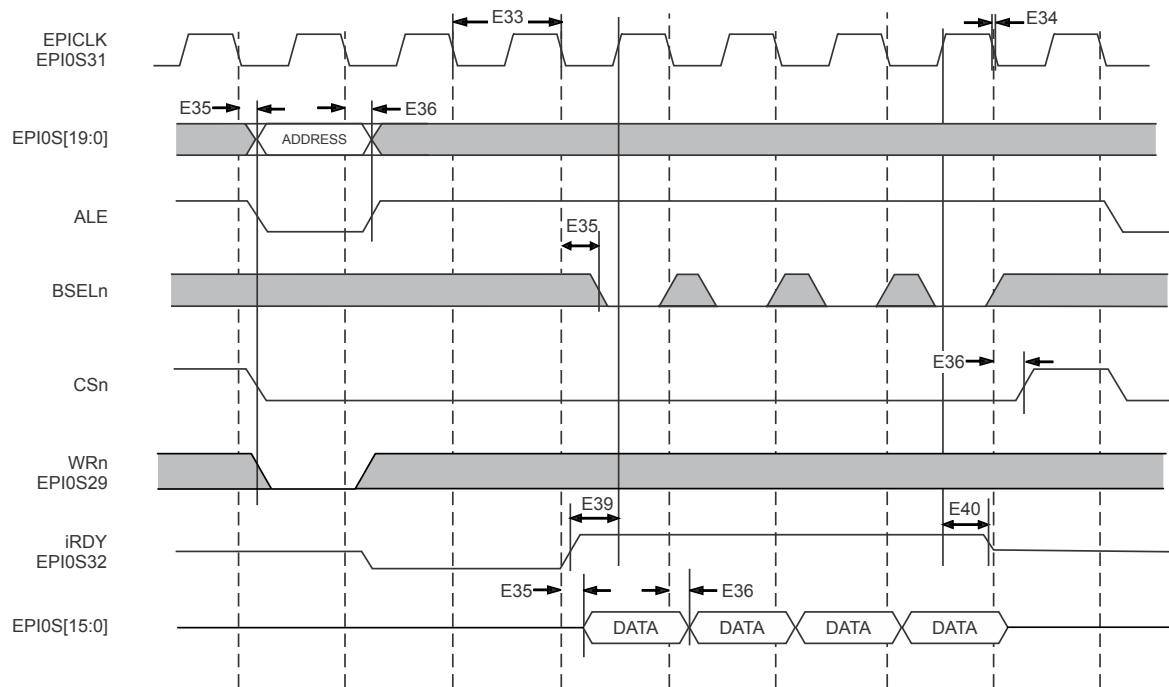 E33
E34
EPICLK
EPI0S31
E35
E36
EPI0S[19:0]
ADDRESS
ALE
E35
BSELn
E36
CSn
WRn
EPI0S29
E39
E40
iRDY
EPI0S32
E35
E36
EPI0S[15:0]
DATA DATA DATA DATA